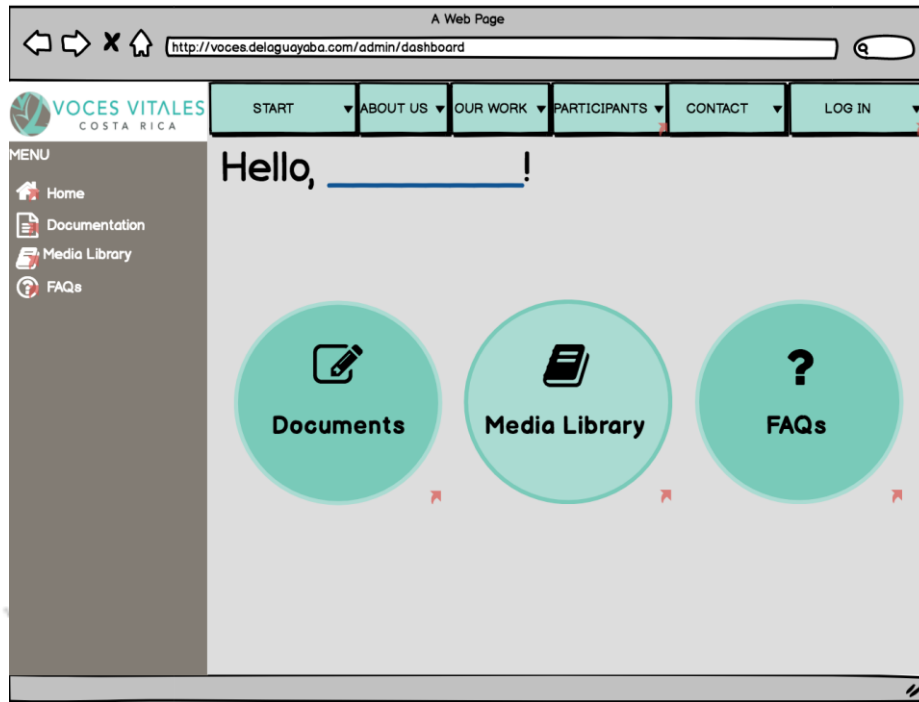 A Web Page
http://voces.delaguayaba.com/admin/dashboard
VOCES VITALES
COSTA RICA
START
ABOUT US
OUR WORK
PARTICIPANTS
CONTACT
LOG IN
MENU
Home
Documentation
Media Library
FAQs
Hello, ____________!
Documents
Media Library
?
FAQs